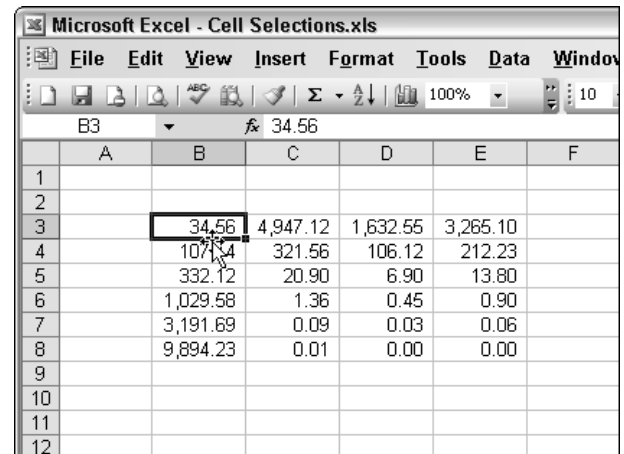 Microsoft Excel - Cell Selections.xls
File Edit View Insert Format Tools Data Window
ABC Σ A Z 100% 10
B3 fx 34.56
A B C D E F
1
2
3 34.56 4,947.12 1,632.55 3,265.10
4 321.56 106.12 212.23
5 332.12 20.90 6.90 13.80
6 1,029.58 1.36 0.45 0.90
7 3,191.69 0.09 0.03 0.06
8 9,894.23 0.01 0.00 0.00
9
10
11
12